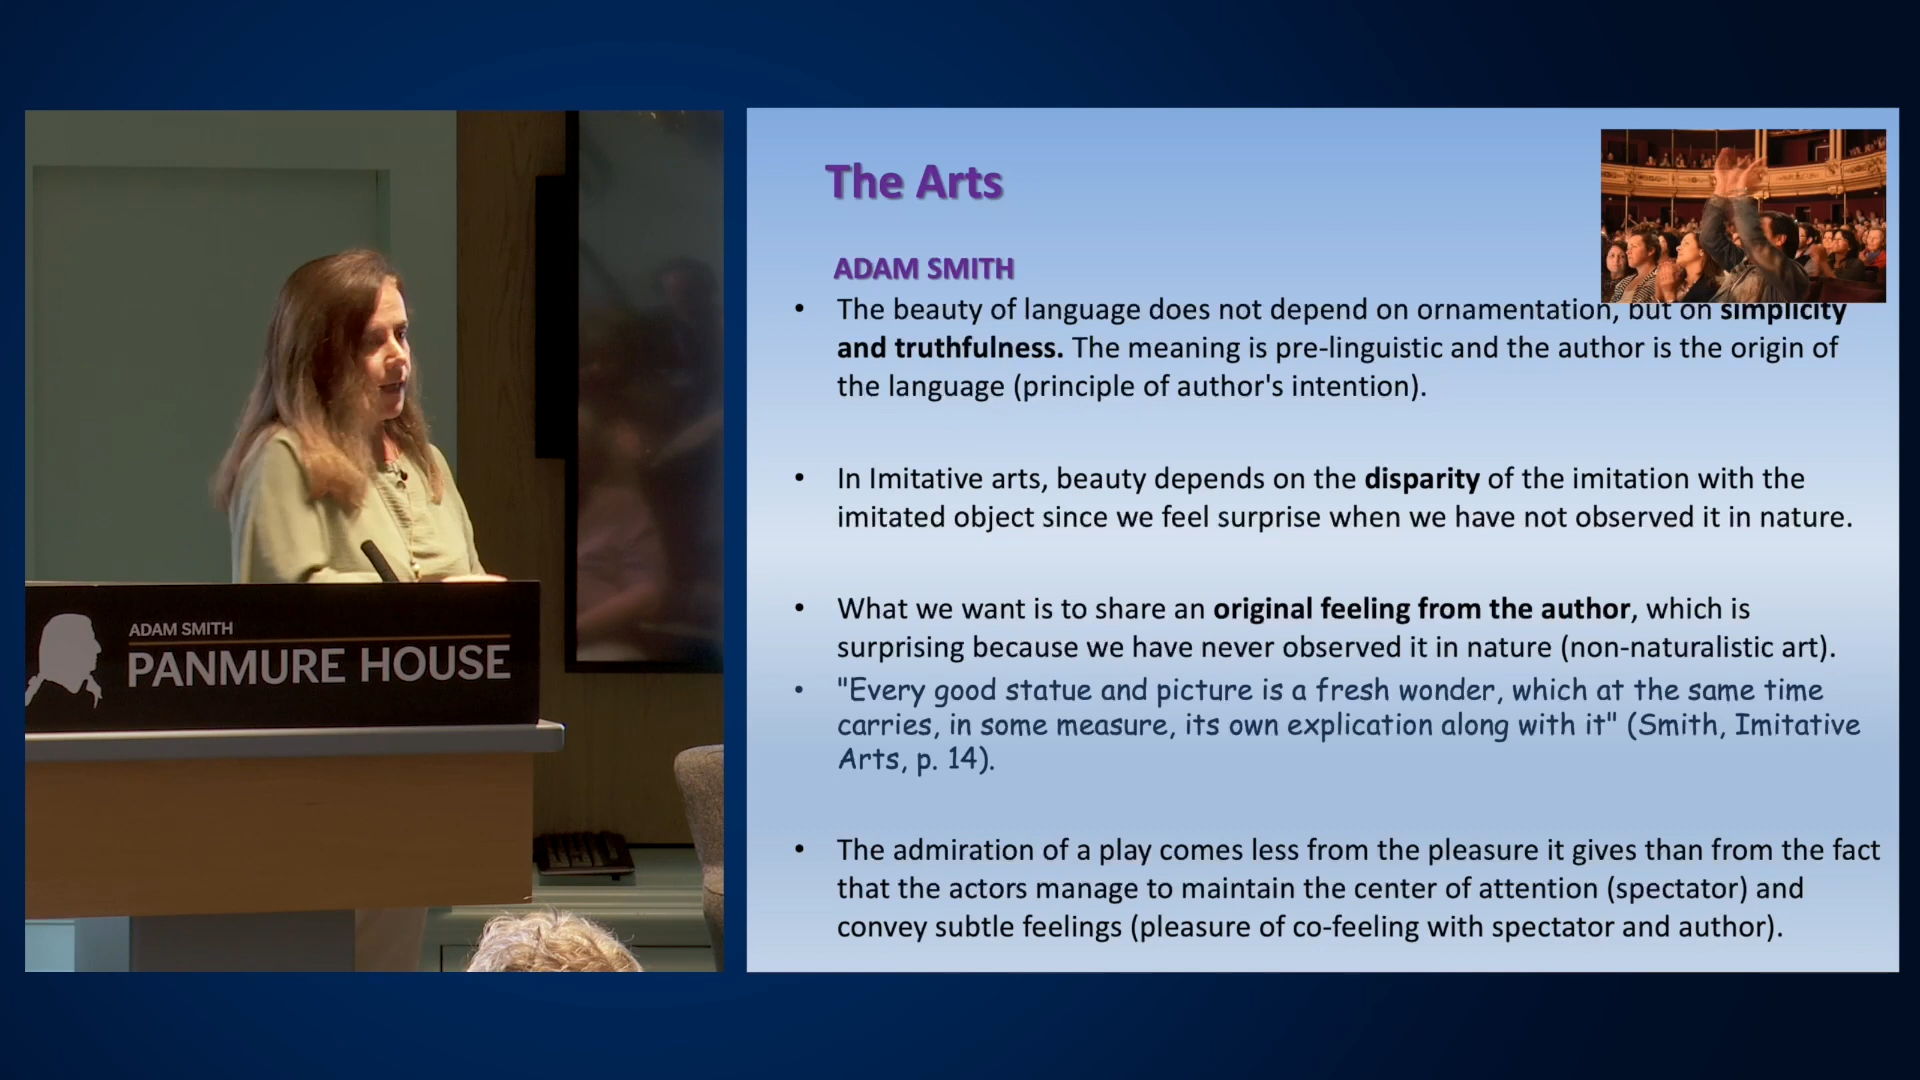 ADAM SMITH
PANMURE HOUSE
The Arts
ADAM SMITH
• The beauty of language does not depend on ornamentation, but on simplicity
and truthfulness. The meaning is pre-linguistic and the author is the origin of
the language (principle of author's intention).
• In Imitative arts, beauty depends on the disparity of the imitation with the
imitated object since we feel surprise when we have not observed it in nature.
• What we want is to share an original feeling from the author, which is
surprising because we have never observed it in nature (non-naturalistic art).
• "Every good statue and picture is a fresh wonder, which at the same time
carries, in some measure, its own explication along with it" (Smith, Imitative
Arts, p. 14).
• The admiration of a play comes less from the pleasure it gives than from the fact
that the actors manage to maintain the center of attention (spectator) and
convey subtle feelings (pleasure of co-feeling with spectator and author).